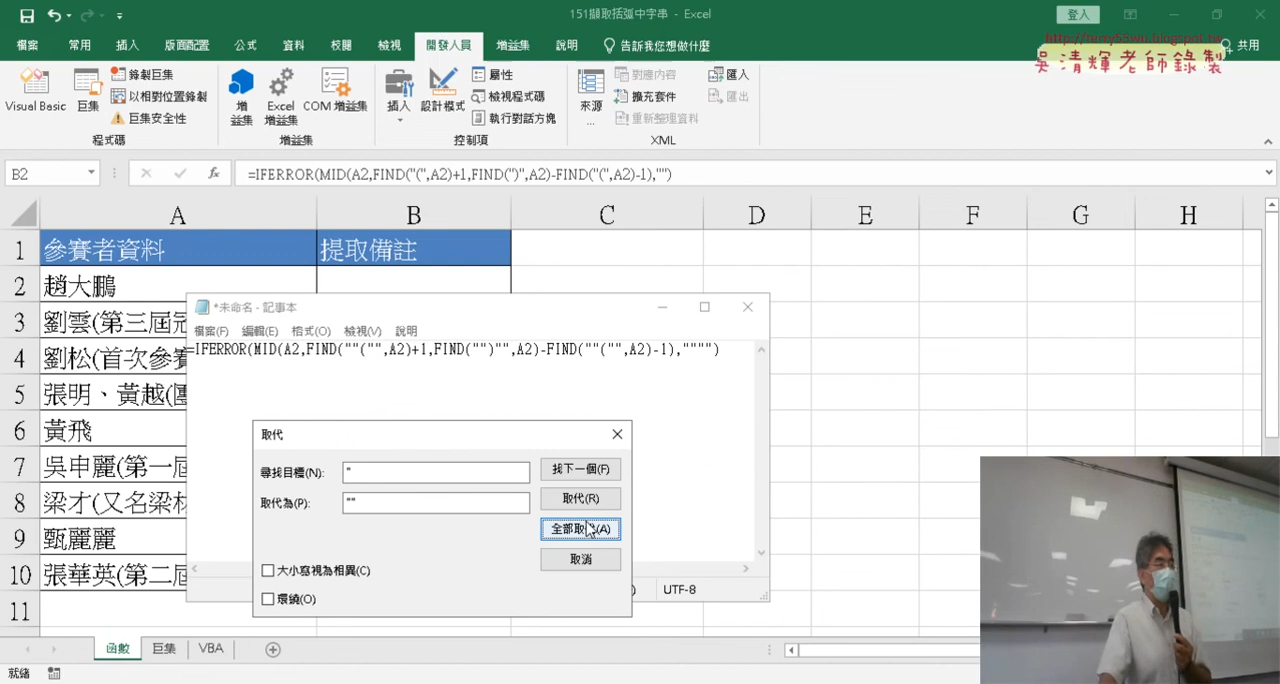 151擷取括弧中字串 - Excel
登入
檔案 常用 插入 版面配置 公式 資料 校閱 檢視 開發人員 增益集 說明 告訴我您想做什麼 共用
http://terry55wu.blogspot.tw
吳清輝老師錄製
Visual Basic
巨集
錄製巨集
以相對位置錄製
巨集安全性
程式碼
增益集
Excel 增益集
COM 增益集
增益集
插入
設計模式
屬性
檢視程式碼
執行對話方塊
控制項
來源
...
對應內容
擴充套件
重新整理資料
匯入
匯出
XML
B2
fx
=IFERROR(MID(A2,FIND("(",A2)+1,FIND(")",A2)-FIND("(",A2)-1),"")
A B C D E F G H
1 參賽者資料 提取備註
2 趙大鵬
3 劉雲(第三屆冠
4 劉松(首次參賽
5 張明、黃越(團
6 黃飛
7 吳申麗(第一屆
8 梁才(又名梁材
9 甄麗麗
10 張華英(第二屆
11
*未命名 - 記事本
檔案(F) 編輯(E) 格式(O) 檢視(V) 說明
=IFERROR(MID(A2,FIND(""("",A2)+1,FIND("")"",A2)-FIND(""("",A2)-1),"""")
UTF-8
取代
尋找目標(N): "
找下一個(F)
取代為(P): ""
取代(R)
全部取代(A)
取消
大小寫視為相異(C)
環繞(O)
函數 巨集 VBA
就緒